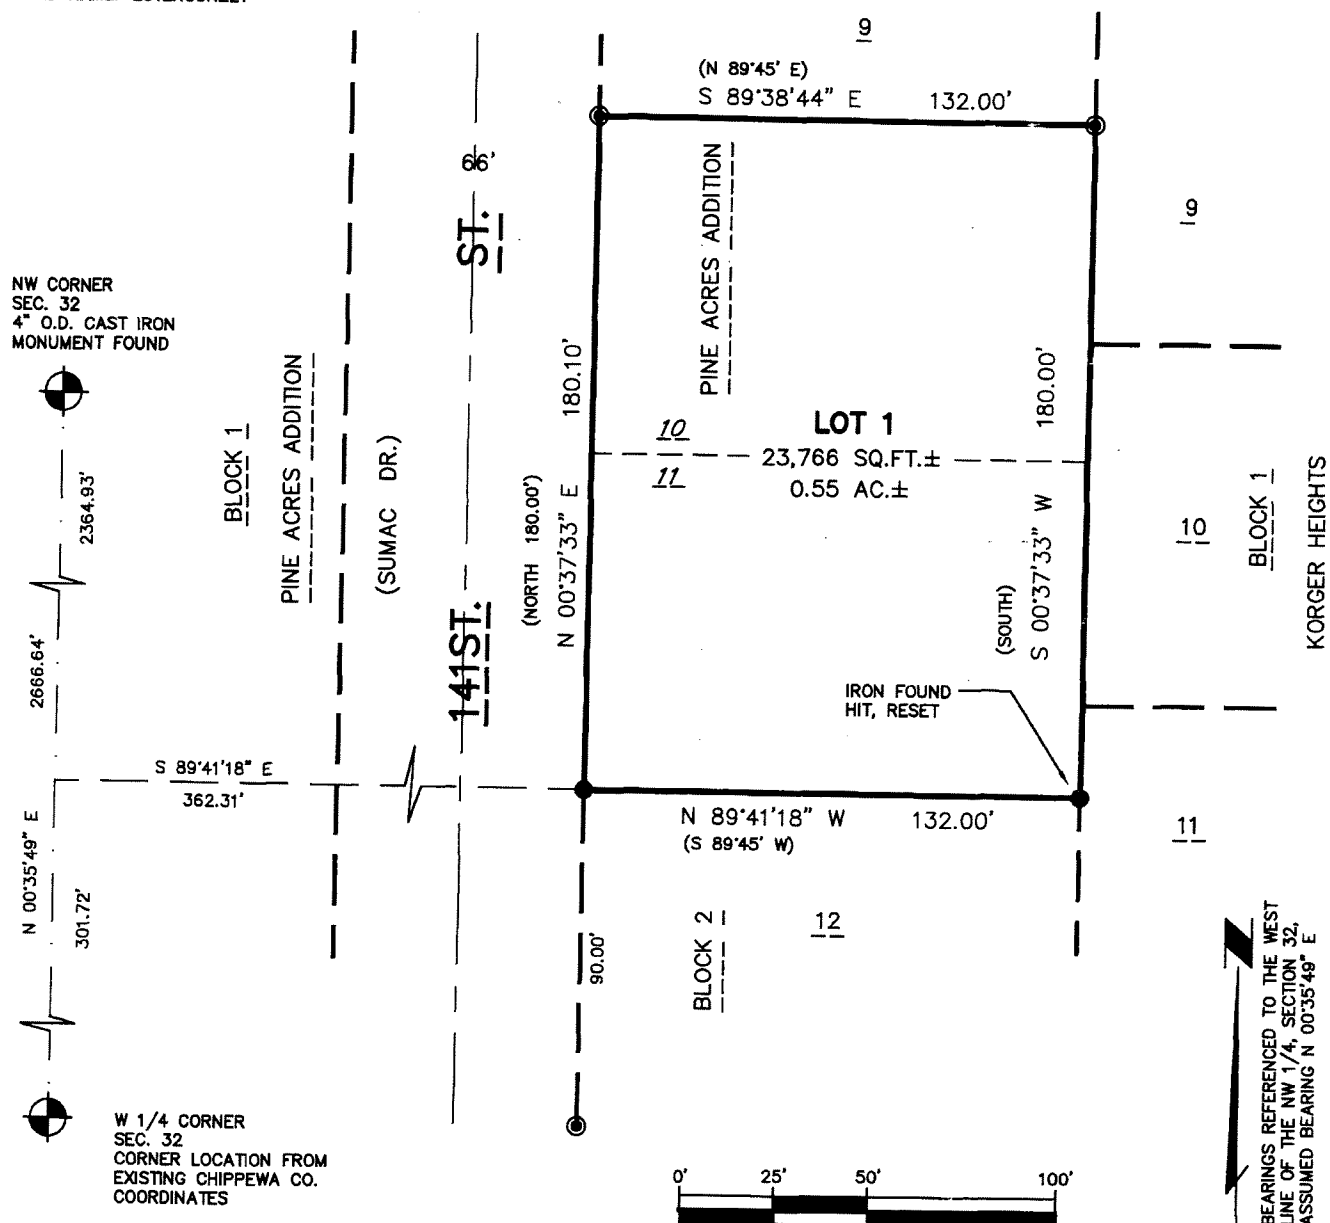 9
(N 89°45' E)
S 89°38'44" E 132.00'
66'
ST.
PINE ACRES ADDITION
9
NW CORNER
SEC. 32
4" O.D. CAST IRON
MONUMENT FOUND
180.10'
180.00'
LOT 1
10
23,766 SQ.FT.±
11
0.55 AC.±
BLOCK 1
PINE ACRES ADDITION
(SUMAC DR.)
2364.93'
2666.64'
(NORTH 180.00')
N 00°37'33" E
(SOUTH)
S 00°37'33" W
10
BLOCK 1
KORGER HEIGHTS
141ST.
IRON FOUND
HIT, RESET
S 89°41'18" E
362.31'
N 89°41'18" W 132.00'
(S 89°45' W)
11
N 00°35'49" E
301.72'
90.00'
BLOCK 2
12
BEARINGS REFERENCED TO THE WEST
LINE OF THE NW 1/4, SECTION 32,
ASSUMED BEARING N 00°35'49" E
W 1/4 CORNER
SEC. 32
CORNER LOCATION FROM
EXISTING CHIPPEWA CO.
COORDINATES
0' 25' 50' 100'